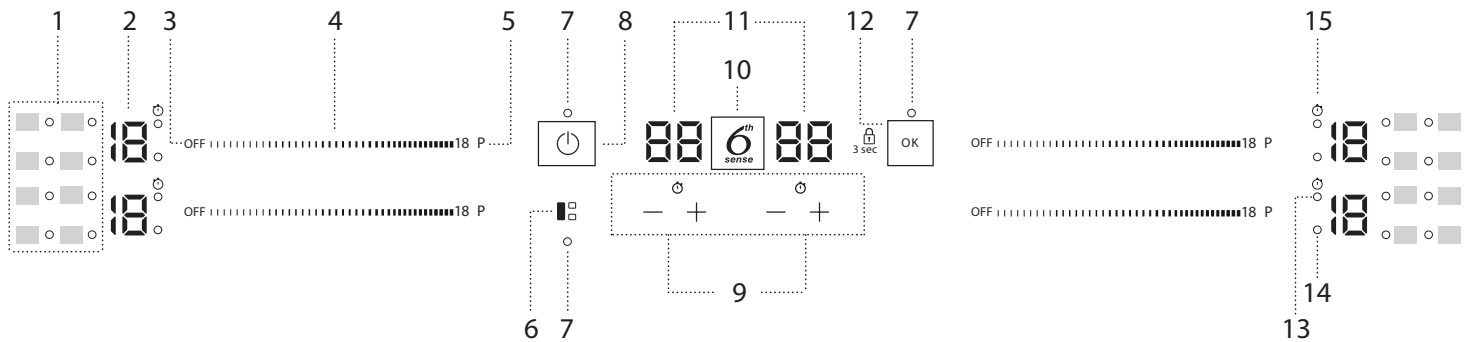 1 2 3 4 5 7 8 11 12 7 15
10
18 OFF 18 P 88 6th sense 88 3 sec OK OFF 18 P 18
18 OFF 18 P − + − + OFF 18 P 18
9
6 7 13 14